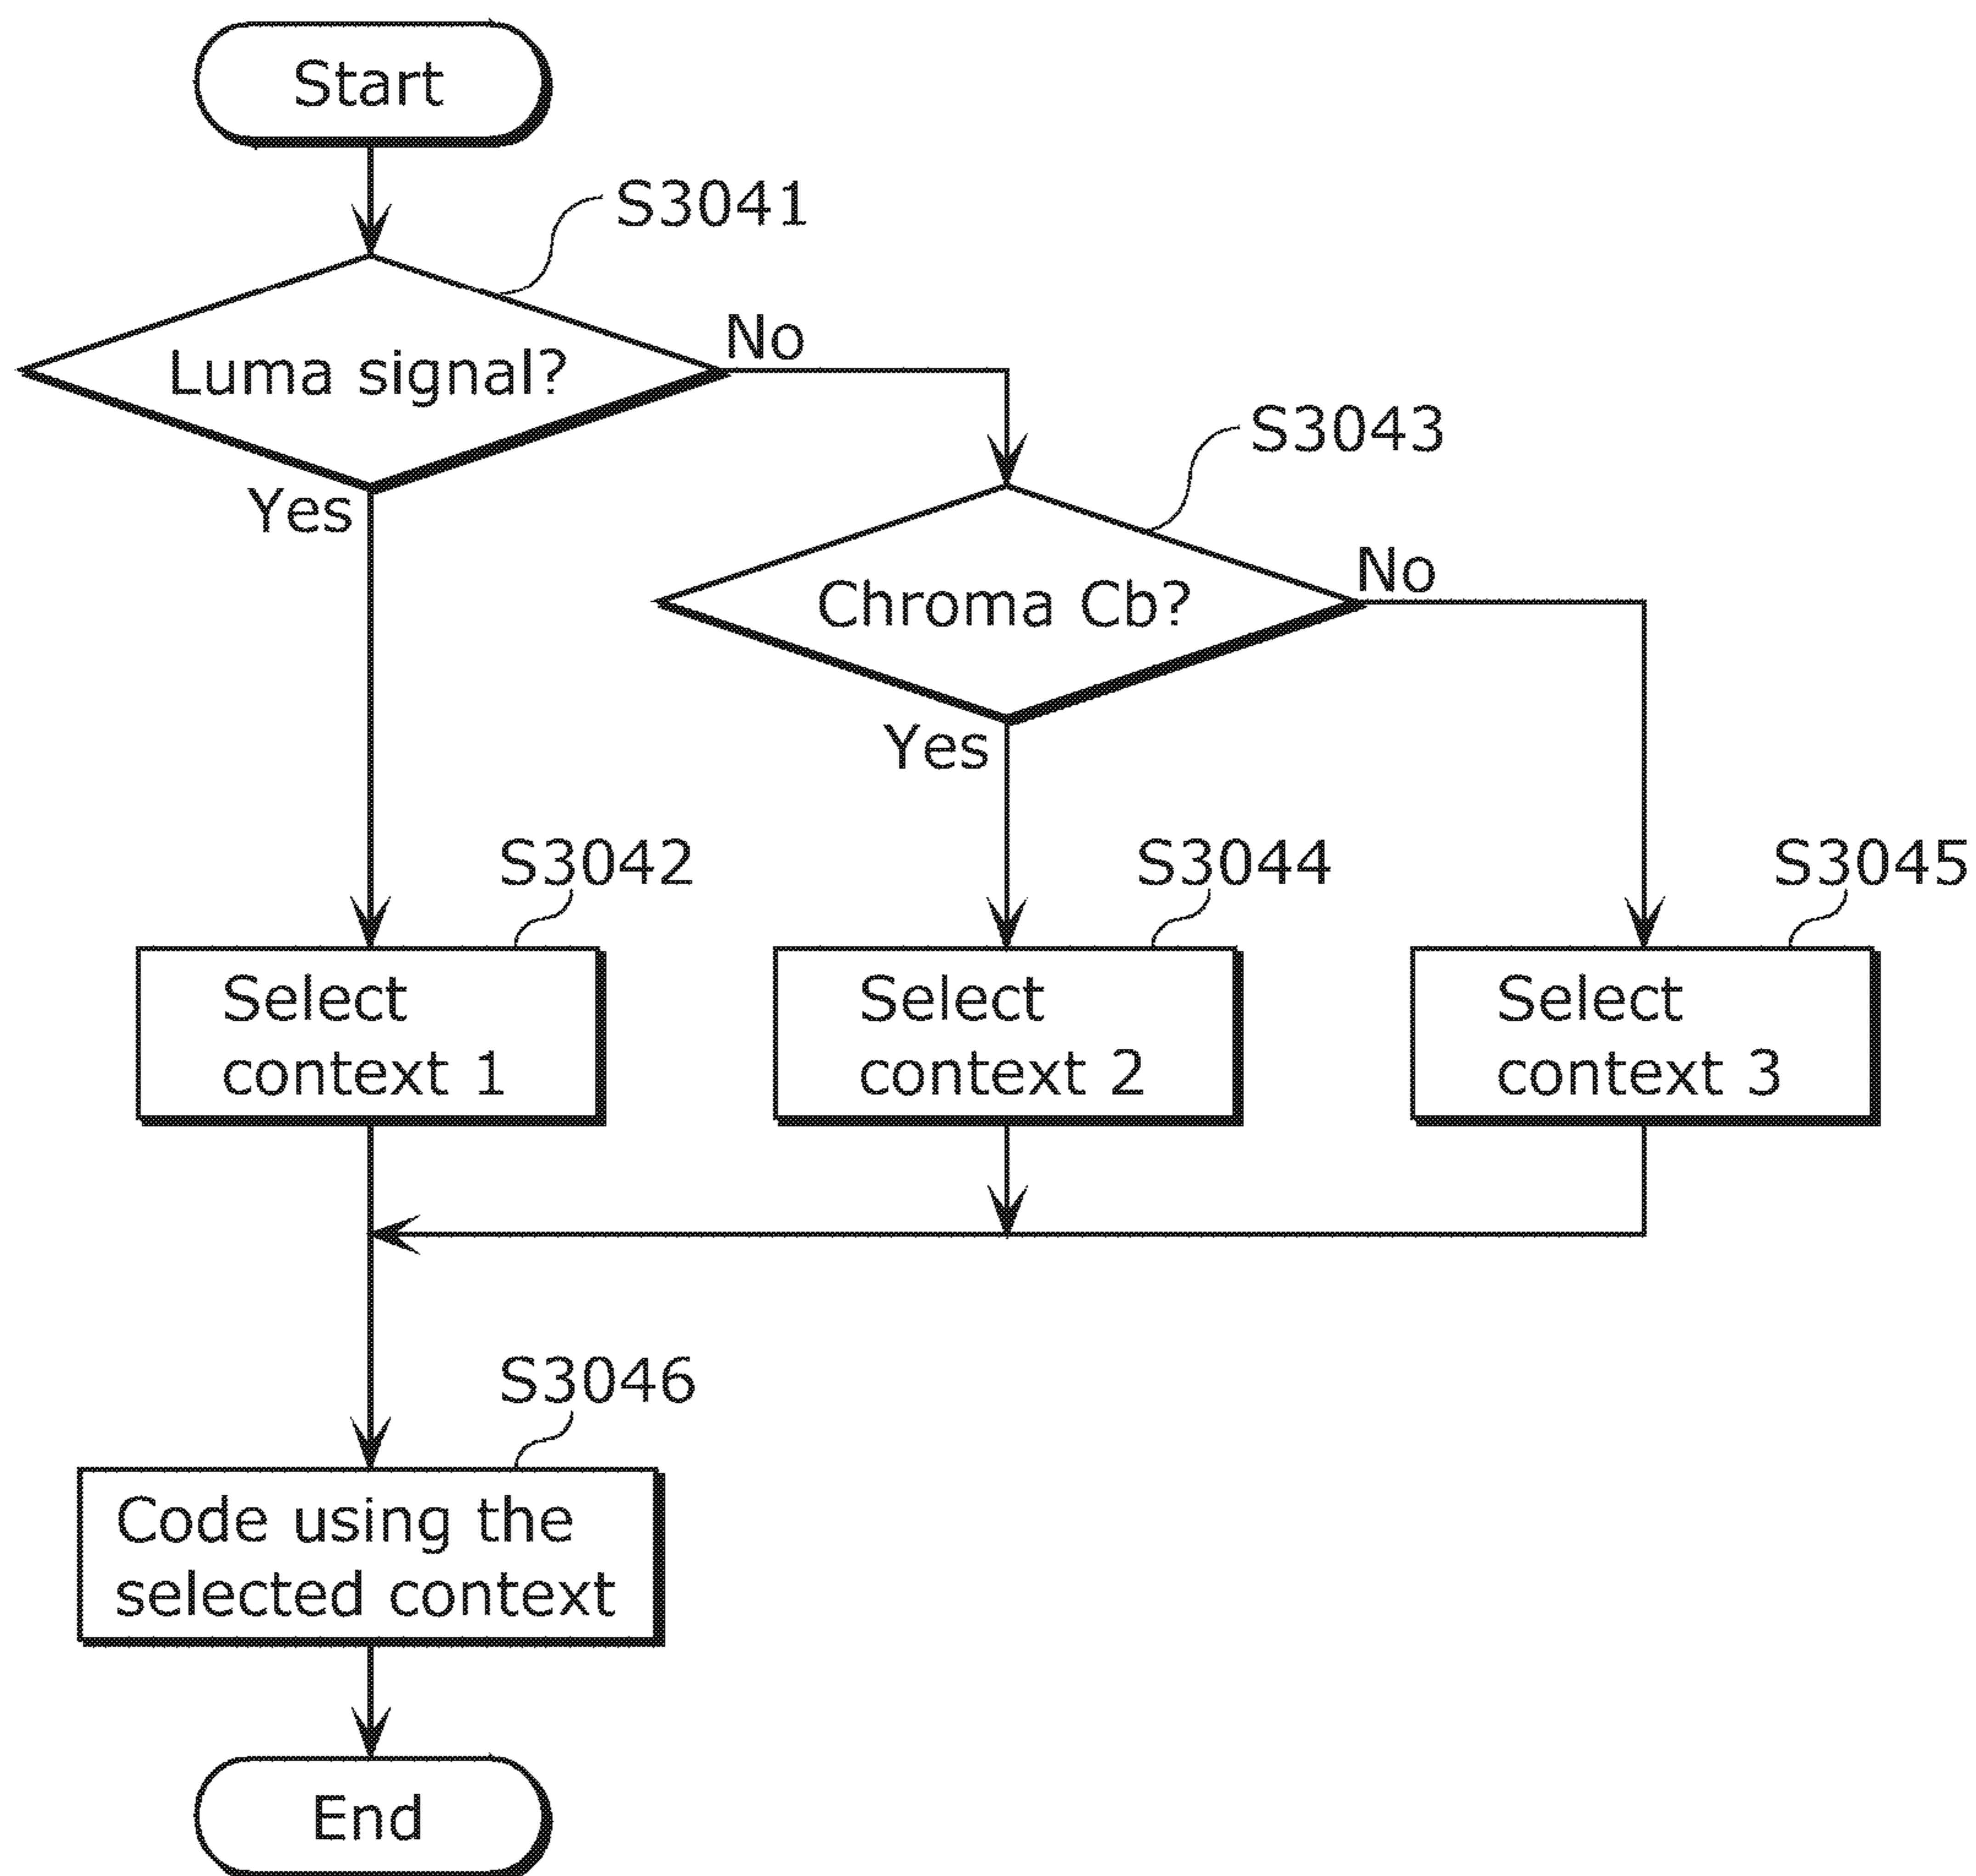 Start
S3041
Luma signal?
No
Yes
S3043
Chroma Cb?
No
Yes
S3042
Select
context 1
S3044
Select
context 2
S3045
Select
context 3
S3046
Code using the
selected context
End